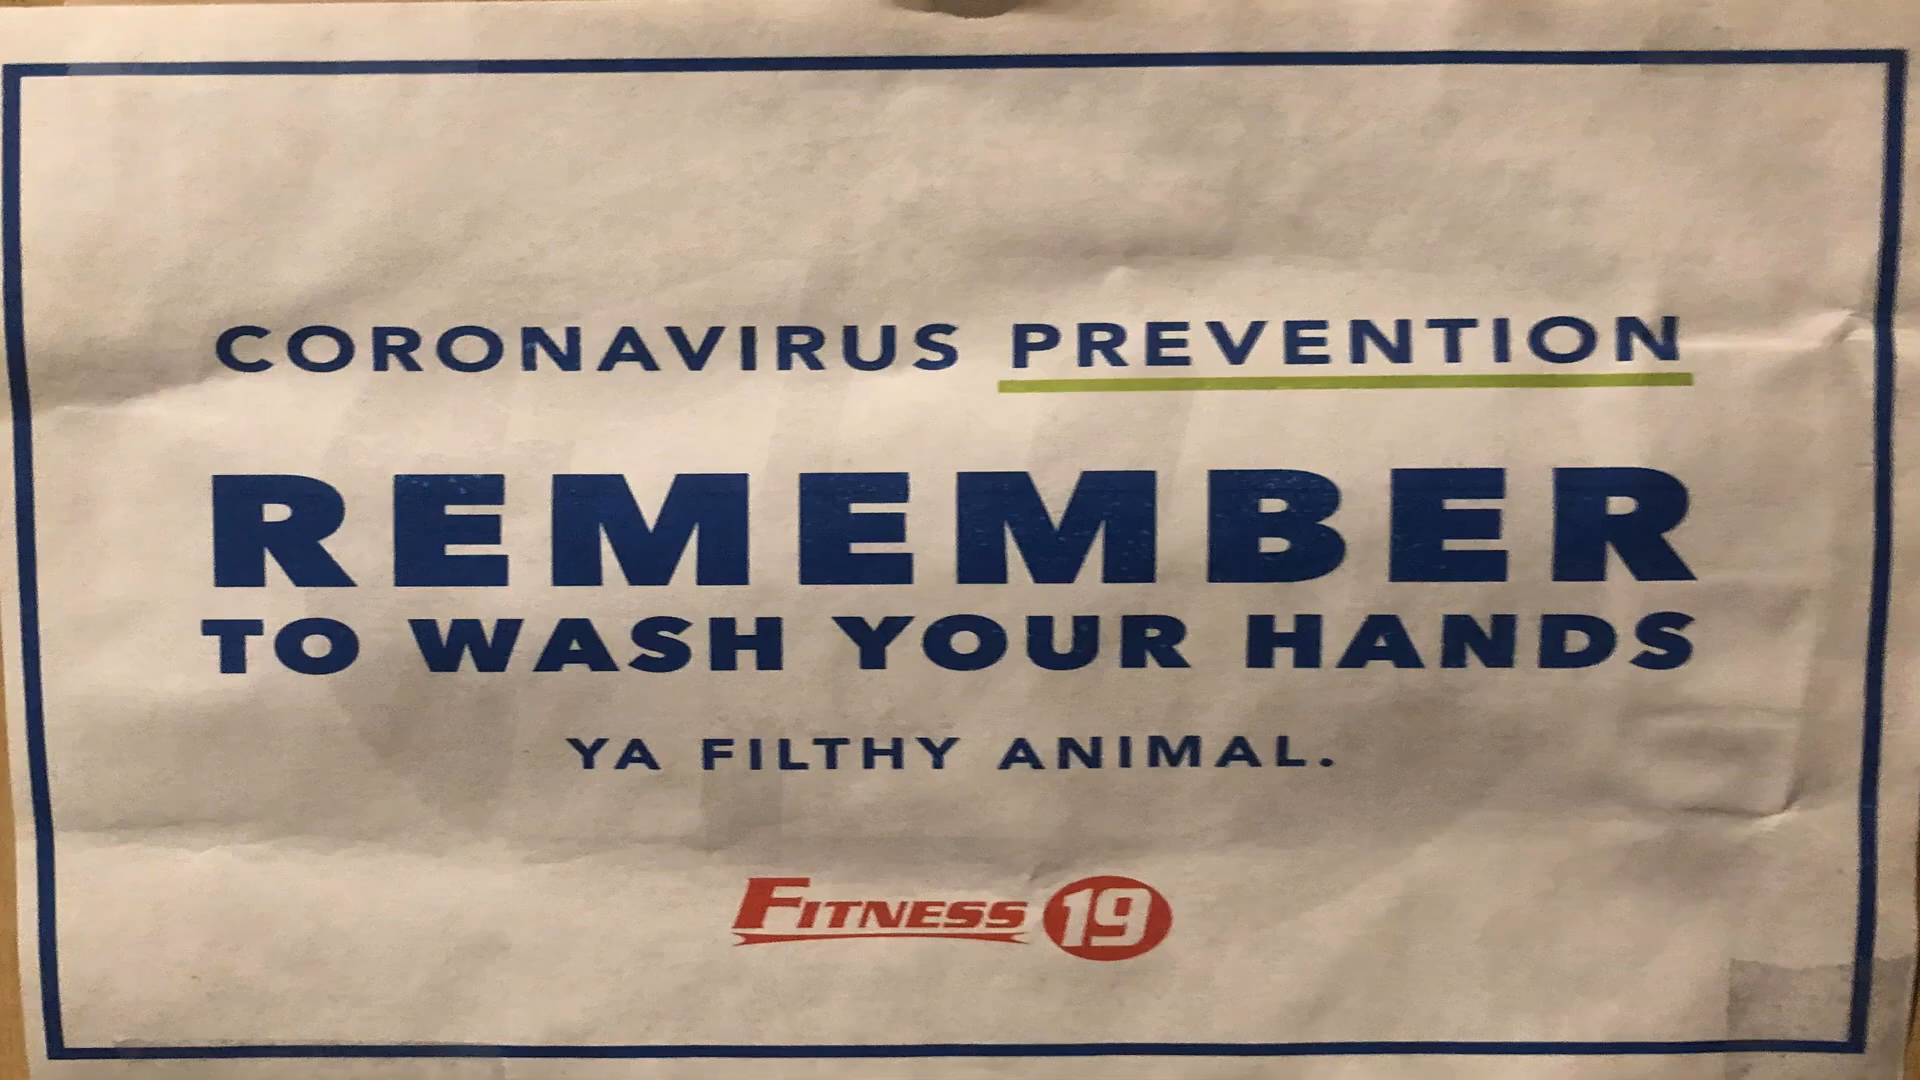 CORONAVIRUS PREVENTION
REMEMBER
TO WASH YOUR HANDS
YA FILTHY ANIMAL.
FITNESS 19